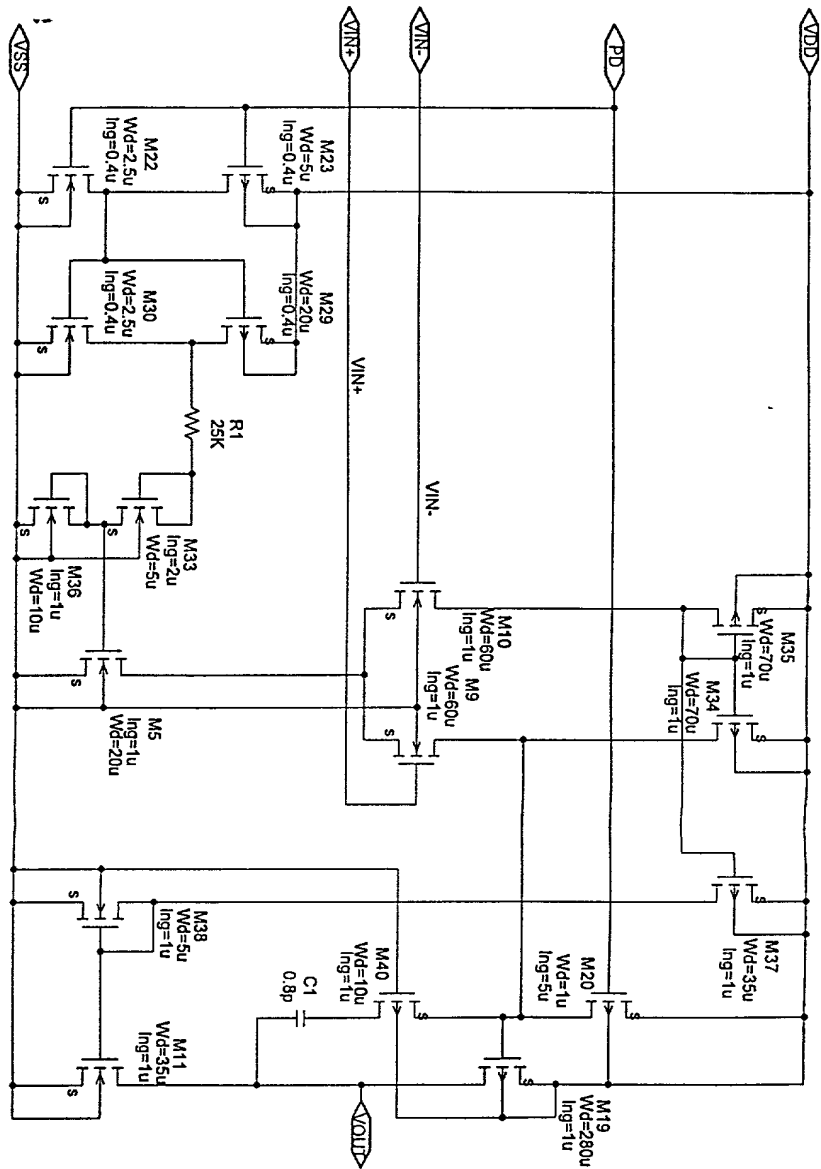 VDD
PD
VIN-
VIN+
VSS
M35
Wd=70u
lng=1u
s
M34
Wd=70u
lng=1u
s
M37
Wd=35u
lng=1u
s
M20
Wd=1u
lng=5u
s
M19
Wd=280u
lng=1u
s
VIN-
VIN+
M10
Wd=60u
lng=1u
s
M9
Wd=60u
lng=1u
s
M40
Wd=10u
lng=1u
s
C1
0.8p
VOUT
M23
Wd=5u
lng=0.4u
s
M29
Wd=20u
lng=0.4u
s
R1
25K
M33
lng=2u
Wd=5u
s
M22
Wd=2.5u
lng=0.4u
s
M30
Wd=2.5u
lng=0.4u
s
M36
lng=1u
Wd=10u
s
M5
lng=1u
Wd=20u
s
M38
Wd=5u
lng=1u
s
M11
Wd=35u
lng=1u
s